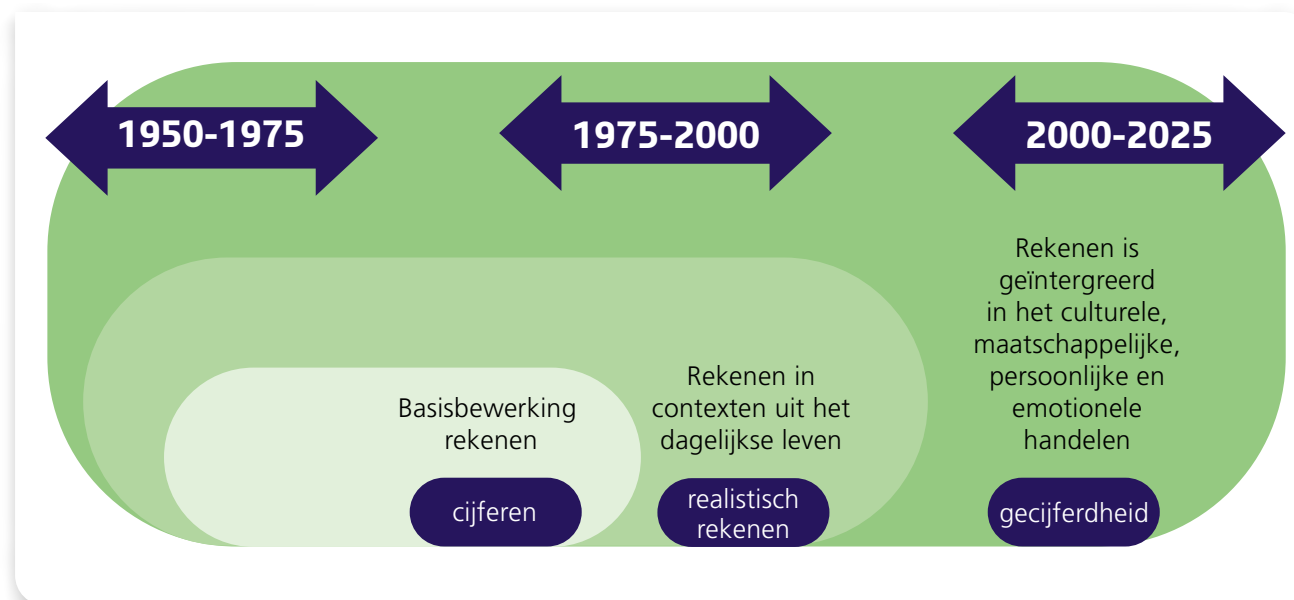 1950-1975
1975-2000
2000-2025
Basisbewerking
rekenen
cijferen
Rekenen in
contexten uit het
dagelijkse leven
realistisch
rekenen
Rekenen is
geïntergreerd
in het culturele,
maatschappelijke,
persoonlijke en
emotionele
handelen
gecijferdheid